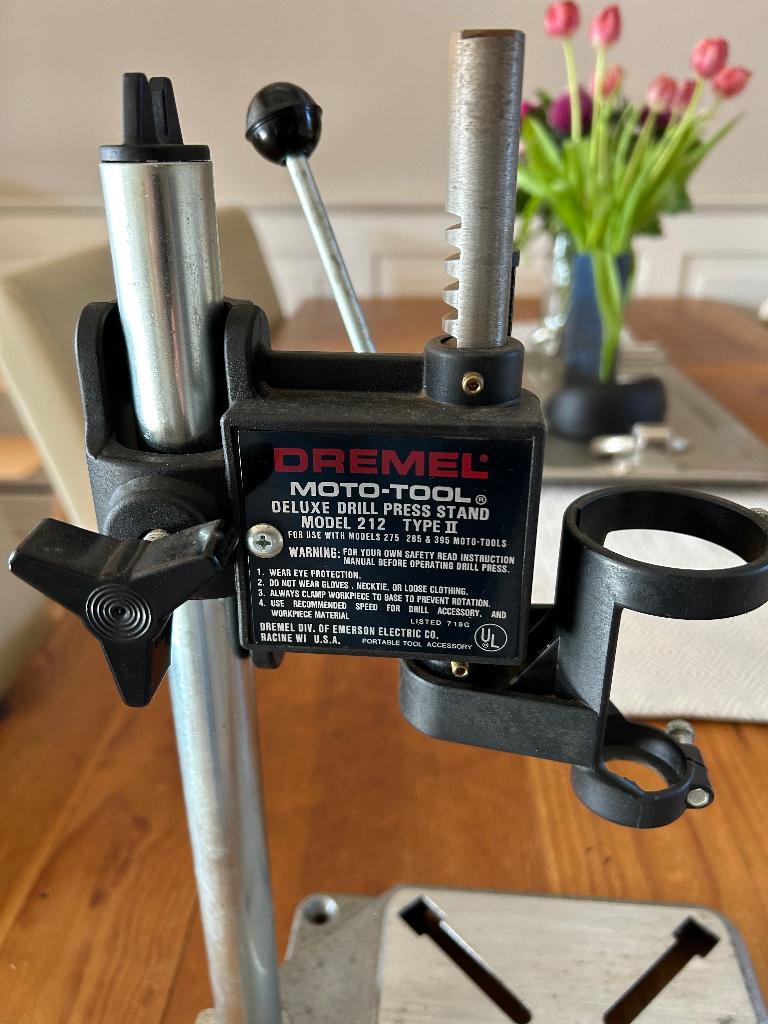 DREMEL®
MOTO-TOOL®
DELUXE DRILL PRESS STAND
MODEL 212 TYPE II
FOR USE WITH MODELS 275 285 & 395 MOTO-TOOLS
WARNING: FOR YOUR OWN SAFETY READ INSTRUCTION
MANUAL BEFORE OPERATING DRILL PRESS.
1. WEAR EYE PROTECTION.
2. DO NOT WEAR GLOVES, NECKTIE, OR LOOSE CLOTHING.
3. ALWAYS CLAMP WORKPIECE TO BASE TO PREVENT ROTATION.
4. USE RECOMMENDED SPEED FOR DRILL ACCESSORY, AND
WORKPIECE MATERIAL
LISTED 719G
DREMEL DIV. OF EMERSON ELECTRIC CO.
RACINE WI U.S.A.
PORTABLE TOOL ACCESSORY
UL